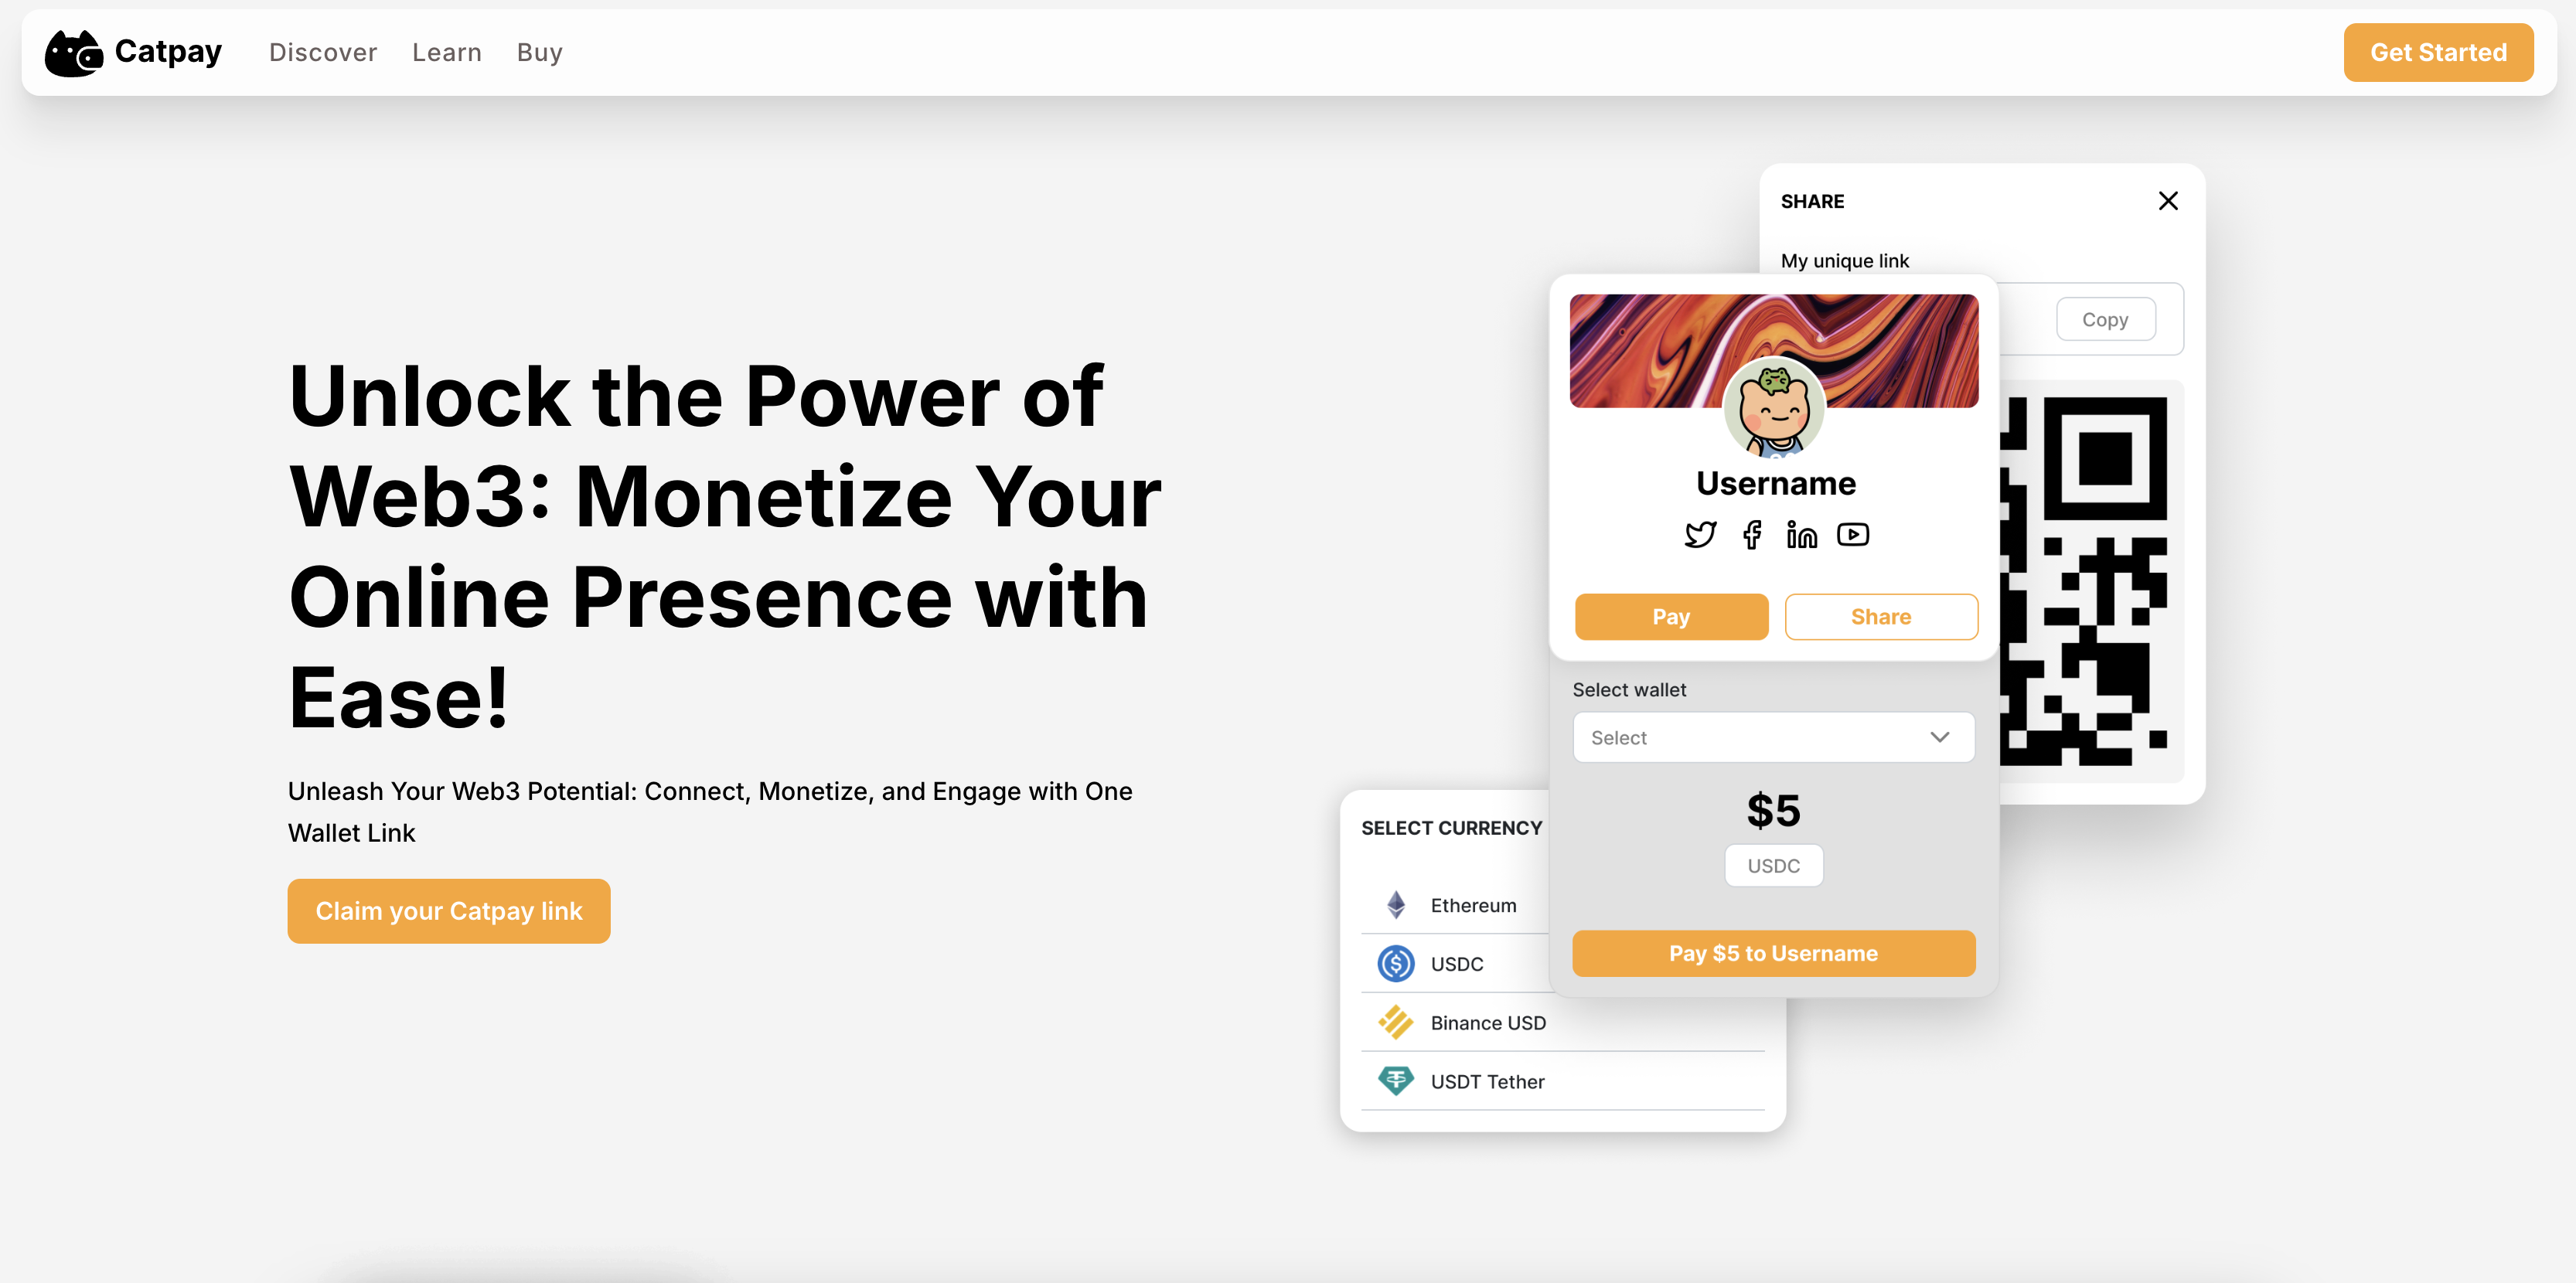 Catpay
Discover
Learn
Buy
Get Started
Unlock the Power of
Web3: Monetize Your
Online Presence with
Ease!
Unleash Your Web3 Potential: Connect, Monetize, and Engage with One
Wallet Link
Claim your Catpay link
SHARE
My unique link
Copy
Username
Pay
Share
Select wallet
Select
$5
USDC
Pay $5 to Username
SELECT CURRENCY
Ethereum
USDC
Binance USD
USDT Tether